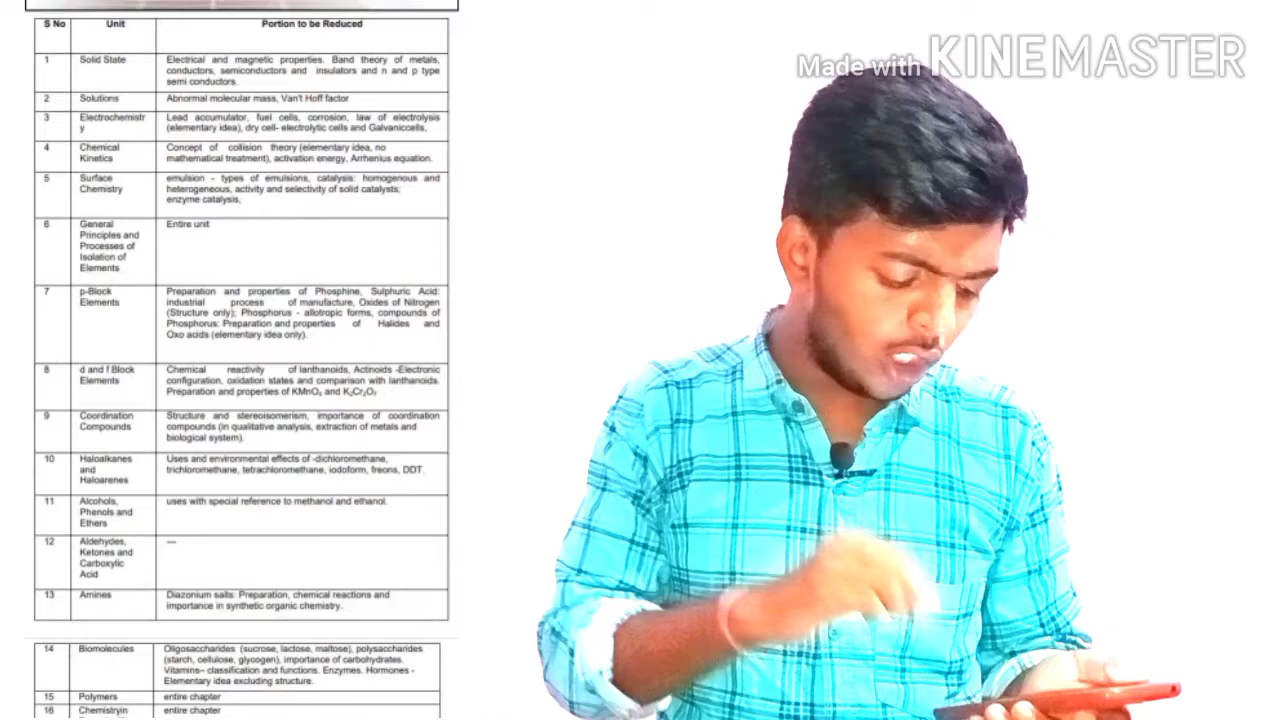 Made with KINEMASTER
S No Unit Portion to be Reduced
1 Solid State Electrical and magnetic properties. Band theory of metals,
conductors, semiconductors and insulators and n and p type
semi conductors.
2 Solutions Abnormal molecular mass, Van't Hoff factor
3 Electrochemistr Lead accumulator, fuel cells, corrosion, law of electrolysis
y (elementary idea), dry cell- electrolytic cells and Galvaniccells,
4 Chemical Concept of collision theory (elementary idea, no
Kinetics mathematical treatment), activation energy, Arrhenius equation.
5 Surface emulsion - types of emulsions, catalysis: homogenous and
Chemistry heterogeneous, activity and selectivity of solid catalysts;
enzyme catalysis,
6 General Entire unit
Principles and
Processes of
Isolation of
Elements
7 p-Block Preparation and properties of Phosphine, Sulphuric Acid:
Elements industrial process of manufacture, Oxides of Nitrogen
(Structure only); Phosphorus - allotropic forms, compounds of
Phosphorus: Preparation and properties of Halides and
Oxo acids (elementary idea only).
8 d and f Block Chemical reactivity of lanthanoids, Actinoids -Electronic
Elements configuration, oxidation states and comparison with lanthanoids.
Preparation and properties of KMnO₄ and K₂Cr₂O₇
9 Coordination Structure and stereoisomerism, importance of coordination
Compounds compounds (in qualitative analysis, extraction of metals and
biological system).
10 Haloalkanes Uses and environmental effects of -dichloromethane,
and trichloromethane, tetrachloromethane, iodoform, freons, DDT.
Haloarenes
11 Alcohols, uses with special reference to methanol and ethanol.
Phenols and
Ethers
12 Aldehydes, ---
Ketones and
Carboxylic
Acid
13 Amines Diazonium salts: Preparation, chemical reactions and
importance in synthetic organic chemistry.
14 Biomolecules Oligosaccharides (sucrose, lactose, maltose), polysaccharides
(starch, cellulose, glycogen), importance of carbohydrates.
Vitamins– classification and functions. Enzymes. Hormones -
Elementary idea excluding structure.
15 Polymers entire chapter
16 Chemistryin entire chapter